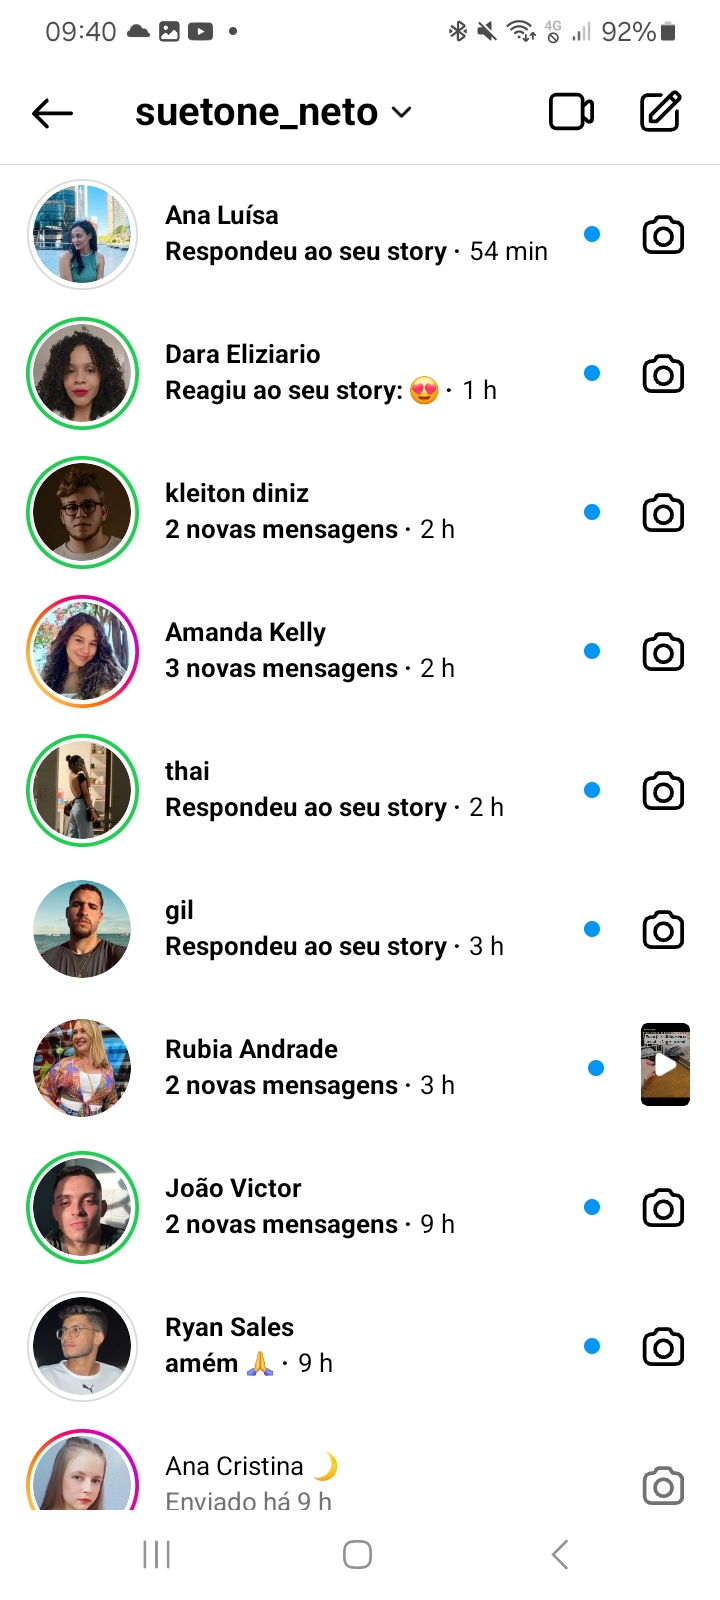 09:40 4G 92%
suetone_neto
Ana Luísa
Respondeu ao seu story · 54 min
Dara Eliziario
Reagiu ao seu story: 😍 · 1 h
kleiton diniz
2 novas mensagens · 2 h
Amanda Kelly
3 novas mensagens · 2 h
thai
Respondeu ao seu story · 2 h
gil
Respondeu ao seu story · 3 h
Rubia Andrade
2 novas mensagens · 3 h
João Victor
2 novas mensagens · 9 h
Ryan Sales
amém 🙏 · 9 h
Ana Cristina 🌙
Enviado há 9 h